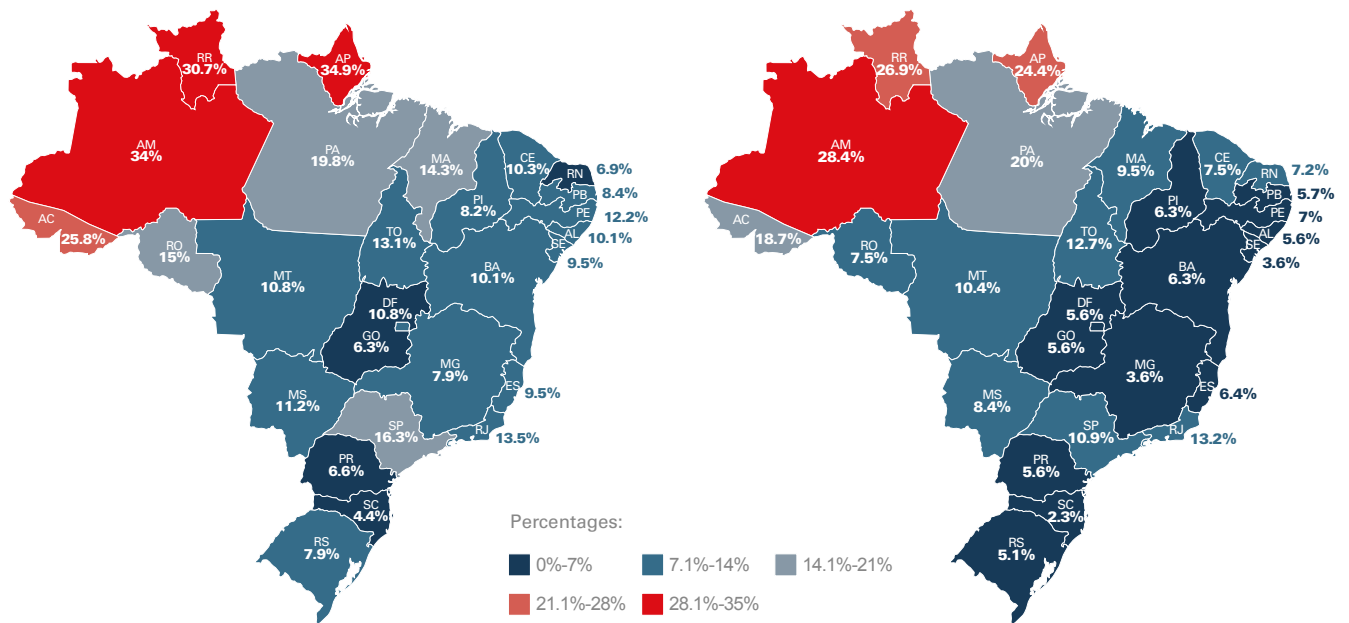 RR
30.7%
AP
34.9%
AM
34%
PA
19.8%
MA
14.3%
CE
10.3%
RN
6.9%
PB
8.4%
PI
8.2%
PE
12.2%
AC
25.8%
AL
10.1%
SE
9.5%
RO
15%
TO
13.1%
MT
10.8%
BA
10.1%
DF
10.8%
GO
6.3%
MG
7.9%
ES
9.5%
MS
11.2%
SP
16.3%
RJ
13.5%
PR
6.6%
SC
4.4%
RS
7.9%
RR
26.9%
AP
24.4%
AM
28.4%
PA
20%
MA
9.5%
CE
7.5%
RN
7.2%
PB
5.7%
PI
6.3%
PE
7%
AC
18.7%
AL
5.6%
SE
3.6%
RO
7.5%
TO
12.7%
MT
10.4%
BA
6.3%
DF
5.6%
GO
5.6%
MG
3.6%
ES
6.4%
MS
8.4%
SP
10.9%
RJ
13.2%
PR
5.6%
SC
2.3%
RS
5.1%
Percentages:
0%-7%
7.1%-14%
14.1%-21%
21.1%-28%
28.1%-35%